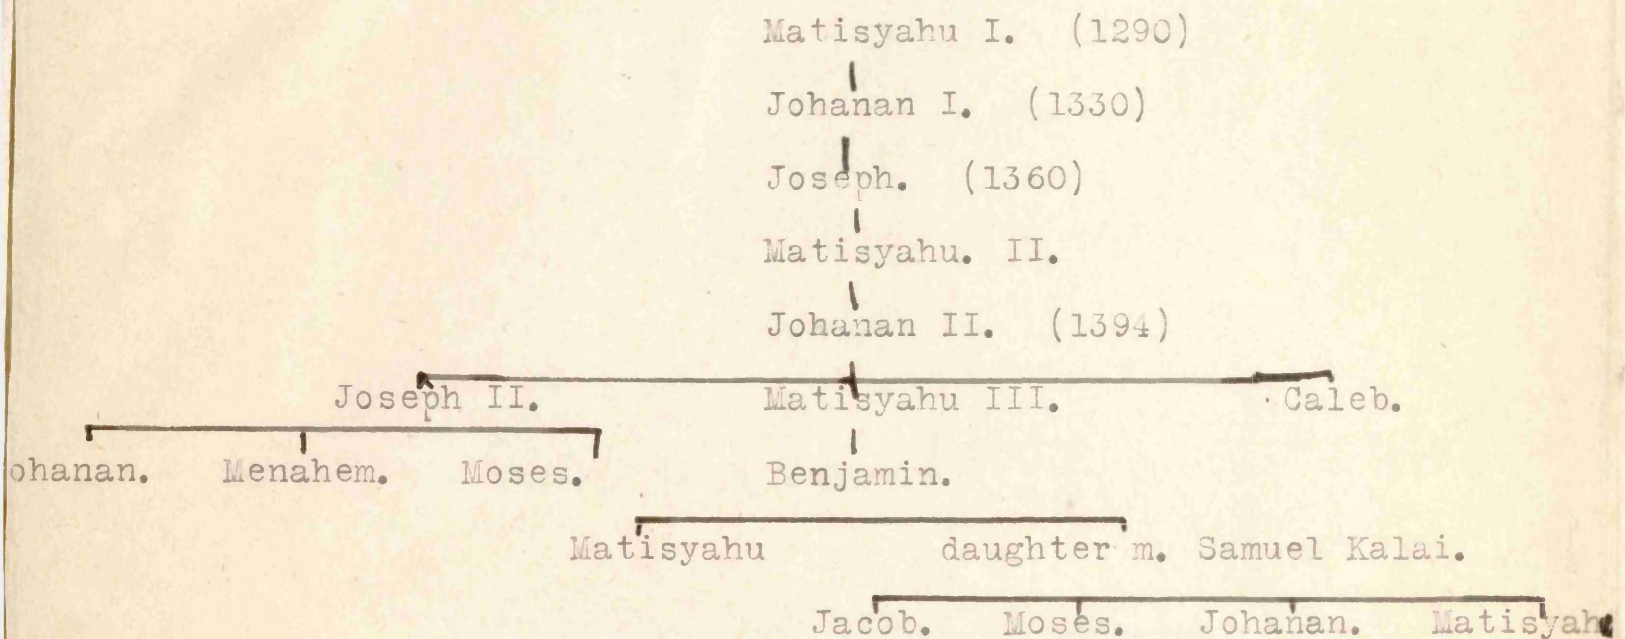 Matisyahu I. (1290)
Johanan I. (1330)
Joseph. (1360)
Matisyahu. II.
Johanan II. (1394)
Joseph II. Matisyahu III. Caleb.
ohanan. Menahem. Moses. Benjamin.
Matisyahu daughter m. Samuel Kalai.
Jacob. Moses. Johanan. Matisyah